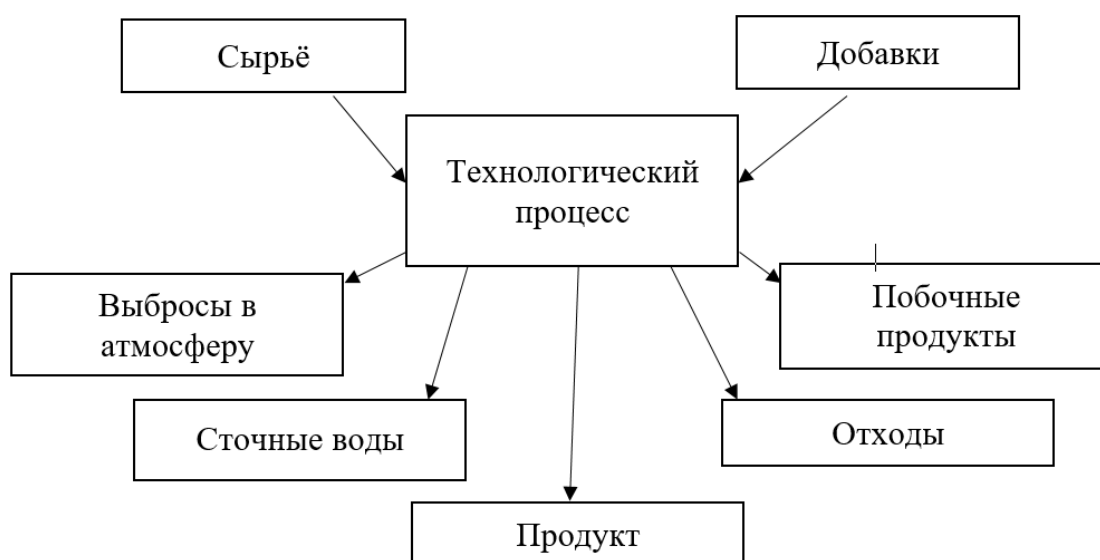 Сырьё
Добавки
Технологический
процесс
Выбросы в
атмосферу
Побочные
продукты
Сточные воды
Отходы
Продукт